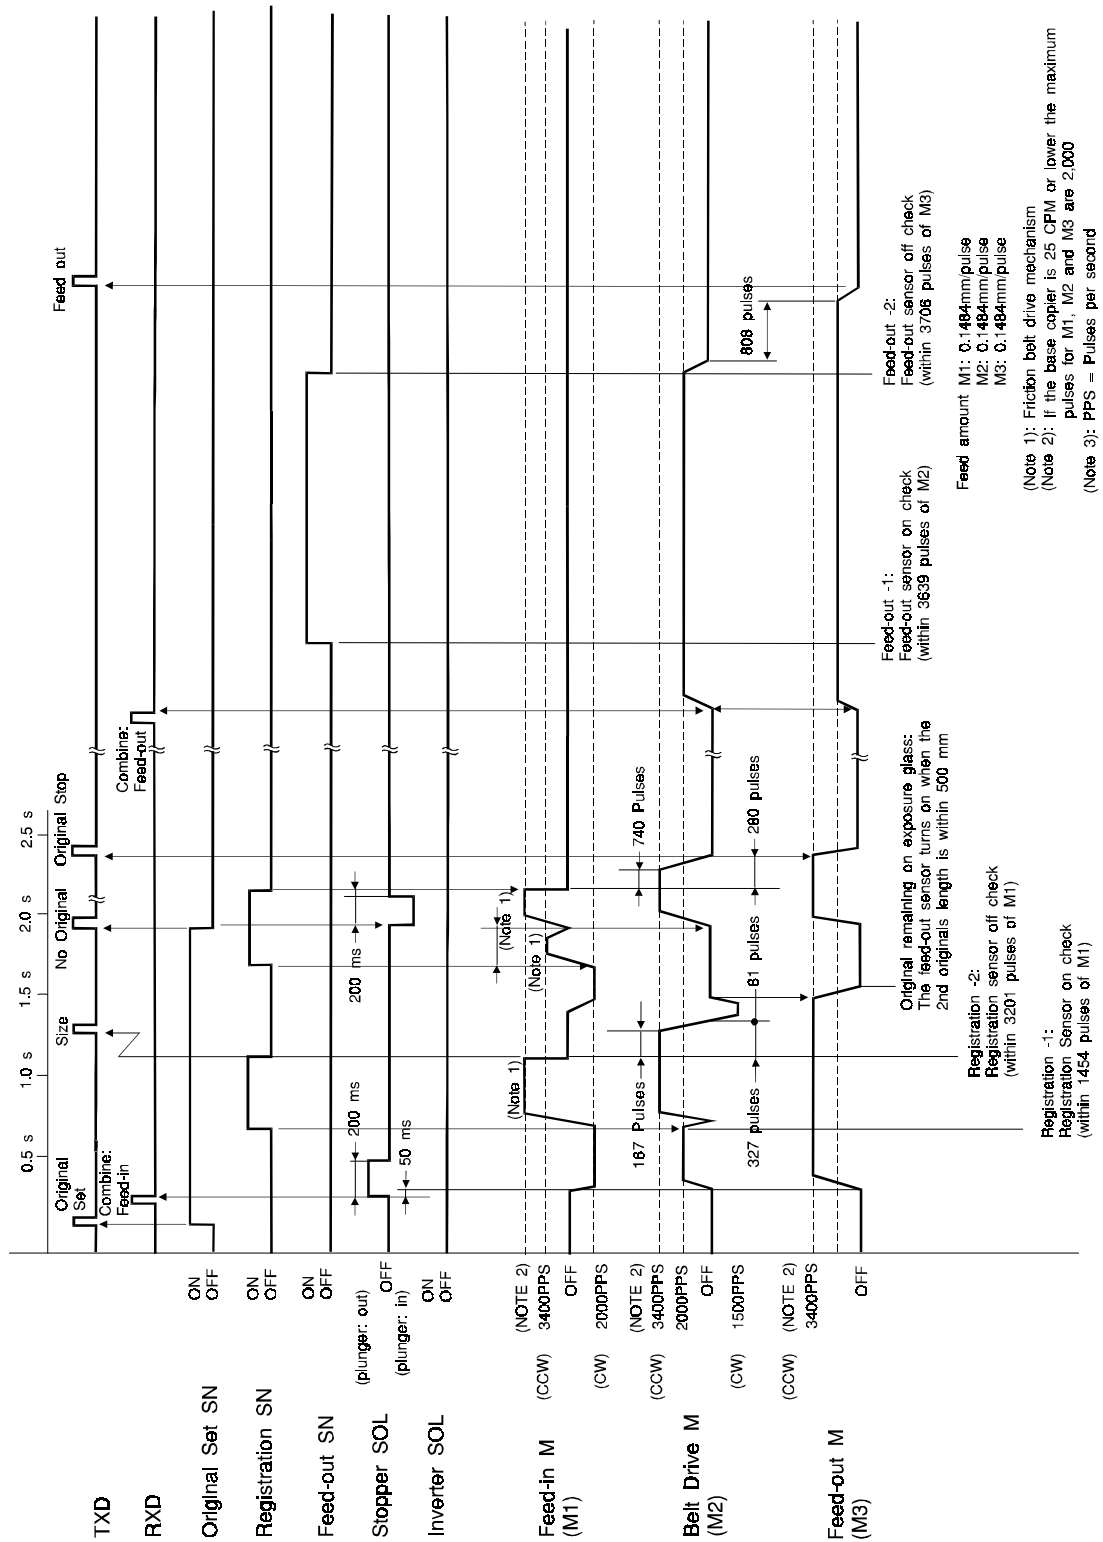 TXD
RXD
Original Set SN
Registration SN
Feed-out SN
Stopper SOL
Inverter SOL
Feed-in M
(M1)
Belt Drive M
(M2)
Feed-out M
(M3)
ON
OFF
ON
OFF
ON
OFF
(plunger: out)
OFF
(plunger: in)
ON
OFF
(NOTE 2)
(CCW) 3400PPS
OFF
(CW) 2000PPS
(NOTE 2)
(CCW) 3400PPS
2000PPS
OFF
(CW) 1500PPS
(NOTE 2)
(CCW) 3400PPS
OFF
0.5 s
1.0 s
1.5 s
2.0 s
2.5 s
Original
Set
Size
No Original
Original Stop
Feed out
Combine:
Feed-in
Combine:
Feed-out
200 ms
50 ms
200 ms
(Note 1)
(Note 1)
(Note 1)
187 Pulses
740 Pulses
327 pulses
81 pulses
280 pulses
808 pulses
Registration -1:
Registration Sensor on check
(within 1454 pulses of M1)
Registration -2:
Registration sensor off check
(within 3201 pulses of M1)
Original remaining on exposure glass:
The feed-out sensor turns on when the
2nd originals length is within 500 mm
Feed-out -1:
Feed-out sensor on check
(within 3639 pulses of M2)
Feed-out -2:
Feed-out sensor off check
(within 3706 pulses of M3)
Feed amount M1: 0.1484mm/pulse
M2: 0.1484mm/pulse
M3: 0.1484mm/pulse
(Note 1): Friction belt drive mechanism
(Note 2): If the base copier is 25 CPM or lower the maximum
pulses for M1, M2 and M3 are 2,000
(Note 3): PPS = Pulses per second